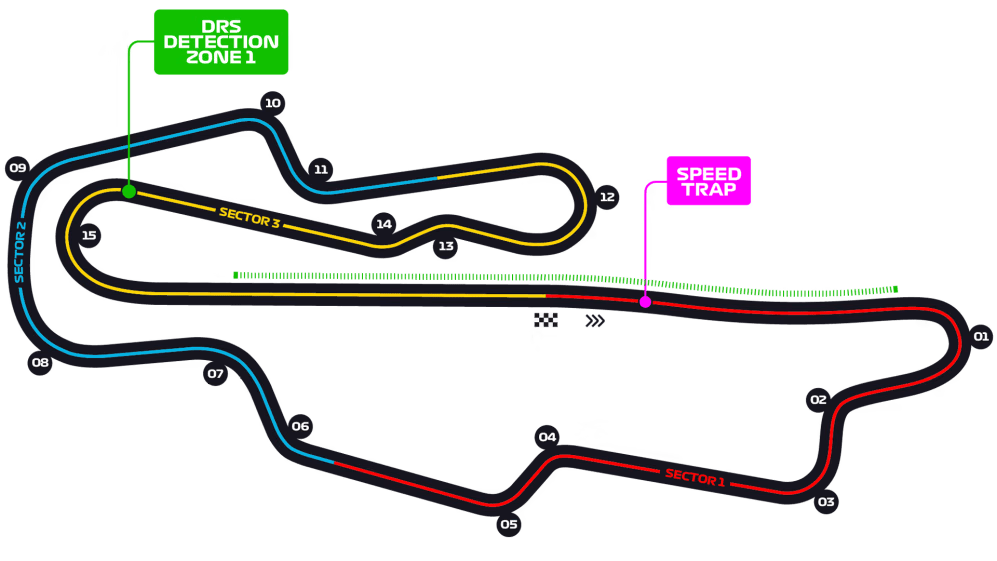 DRS
DETECTION
ZONE 1
10
09
11
SPEED
TRAP
12
SECTOR 3
14
15
13
SECTOR 2
01
08
07
02
06
04
SECTOR 1
03
05